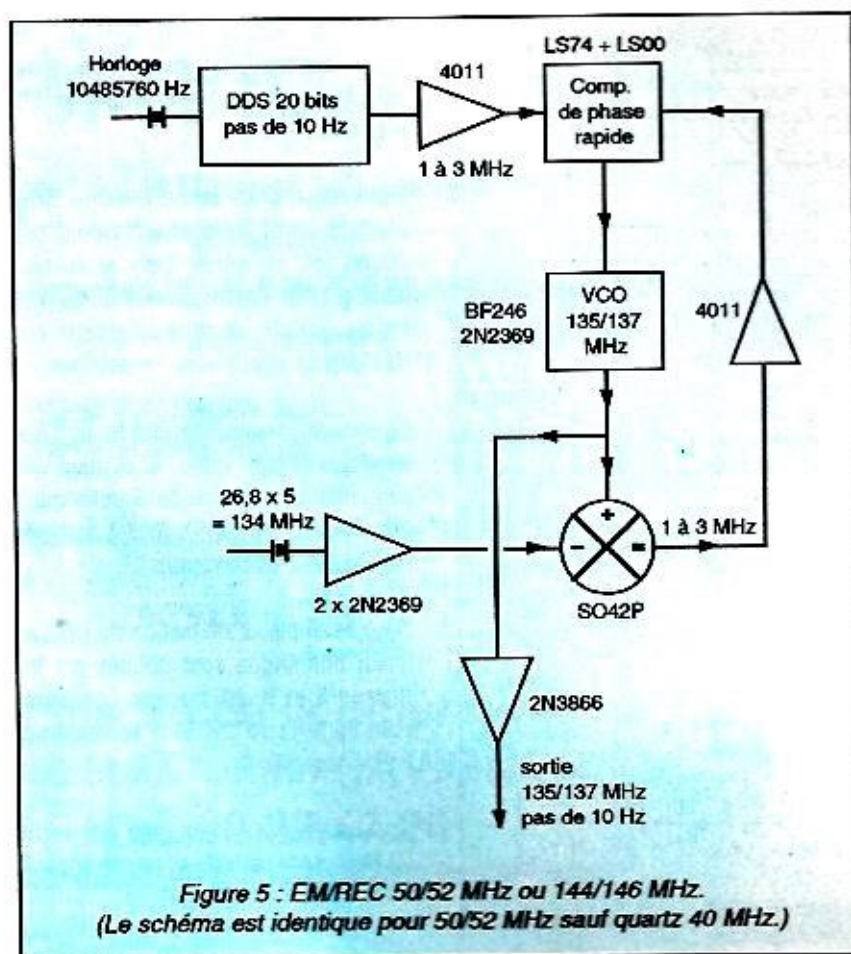 LS74 + LS00
Horloge
10485760 Hz
DDS 20 bits
pas de 10 Hz
4011
1 à 3 MHz
Comp.
de phase
rapide
BF246
2N2369
VCO
135/137
MHz
4011
26,8 x 5
= 134 MHz
2 x 2N2369
+
-
=
1 à 3 MHz
SO42P
2N3866
sortie
135/137 MHz
pas de 10 Hz
Figure 5 : EM/REC 50/52 MHz ou 144/146 MHz.
(Le schéma est identique pour 50/52 MHz sauf quartz 40 MHz.)